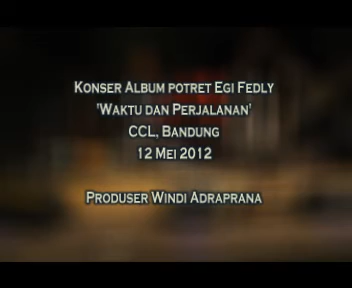 Konser Album potret Egi Fedly
'Waktu dan Perjalanan'
CCL, Bandung
12 Mei 2012
Produser Windi Adraprana